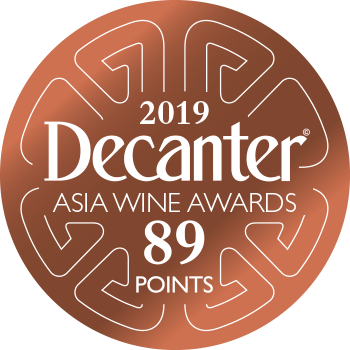 2019
Decanter©
ASIA WINE AWARDS
89
POINTS